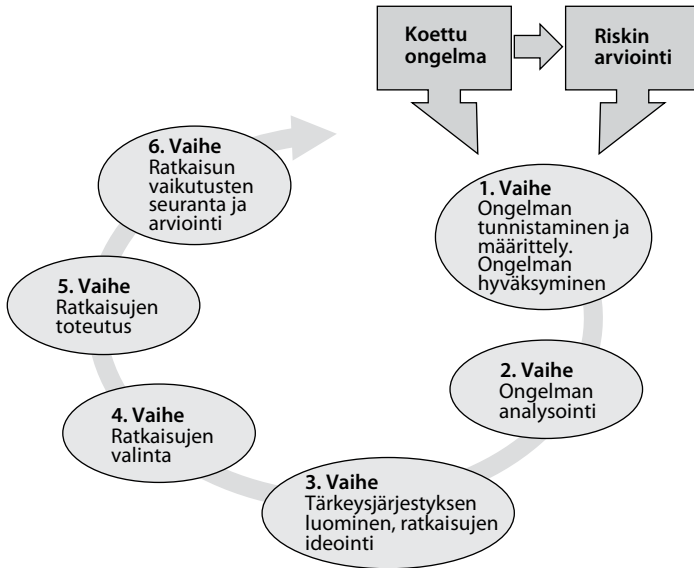 Koettu
ongelma
Riskin
arviointi
1. Vaihe
Ongelman
tunnistaminen ja
määrittely.
Ongelman
hyväksyminen
2. Vaihe
Ongelman
analysointi
3. Vaihe
Tärkeysjärjestyksen
luominen, ratkaisujen
ideointi
4. Vaihe
Ratkaisujen
valinta
5. Vaihe
Ratkaisujen
toteutus
6. Vaihe
Ratkaisun
vaikutusten
seuranta ja
arviointi